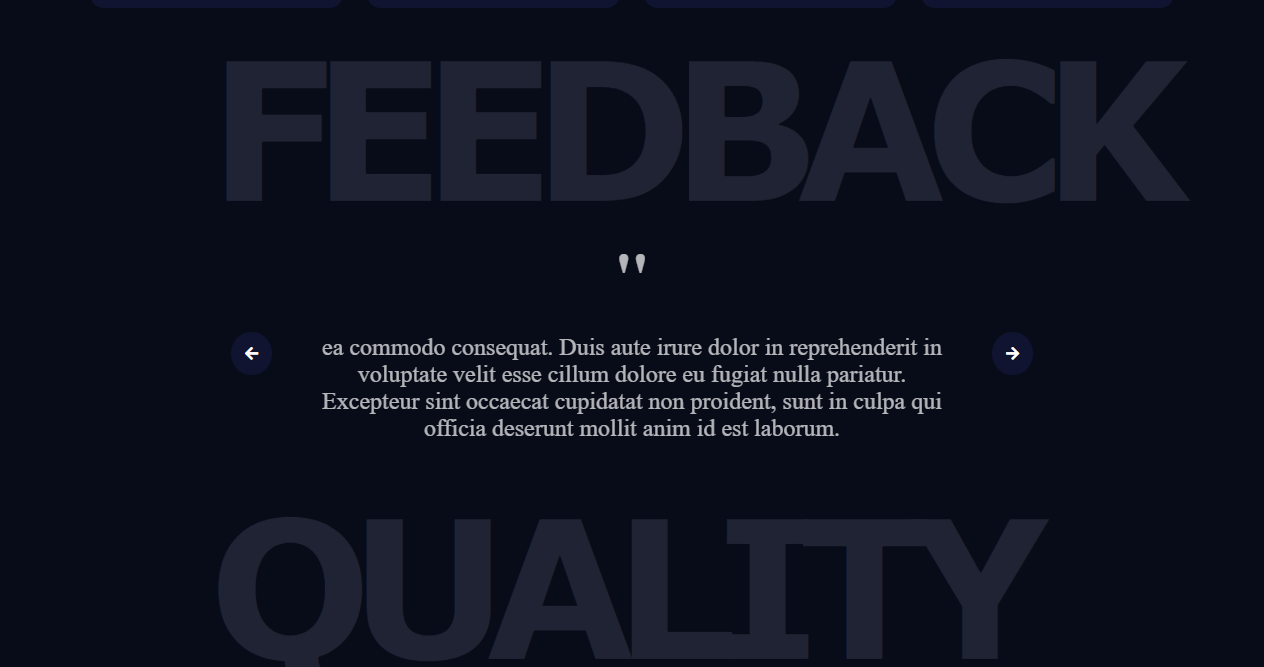 FEEDBACK
"
ea commodo consequat. Duis aute irure dolor in reprehenderit in
voluptate velit esse cillum dolore eu fugiat nulla pariatur.
Excepteur sint occaecat cupidatat non proident, sunt in culpa qui
officia deserunt mollit anim id est laborum.
QUALITY